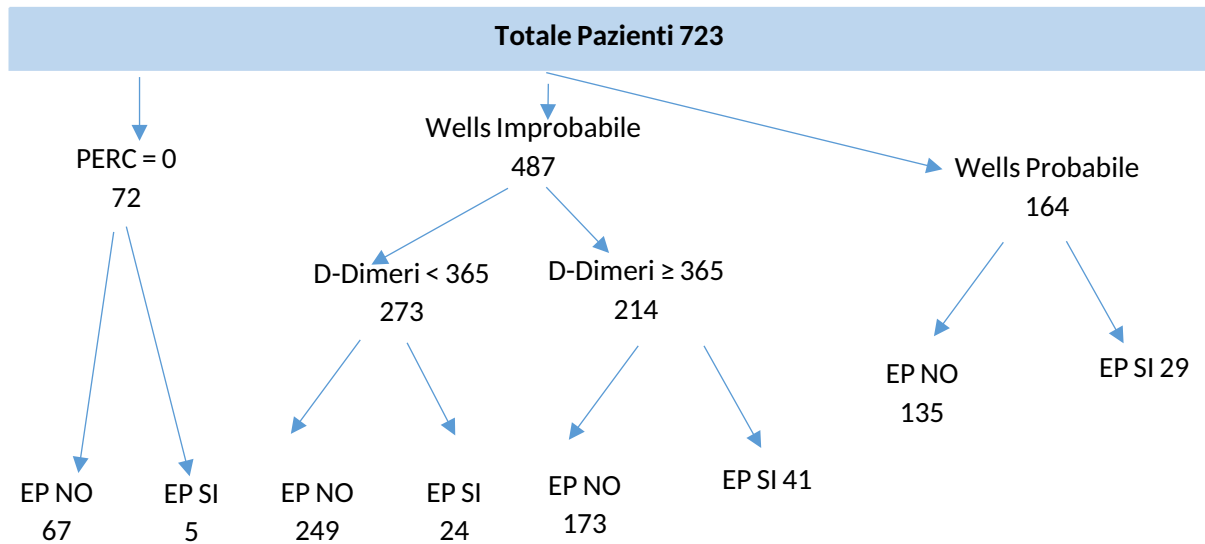 Totale Pazienti 723
PERC = 0
72
Wells Improbabile
487
Wells Probabile
164
D-Dimeri < 365
273
D-Dimeri ≥ 365
214
EP NO
135
EP SI 29
EP NO
67
EP SI
5
EP NO
249
EP SI
24
EP NO
173
EP SI 41